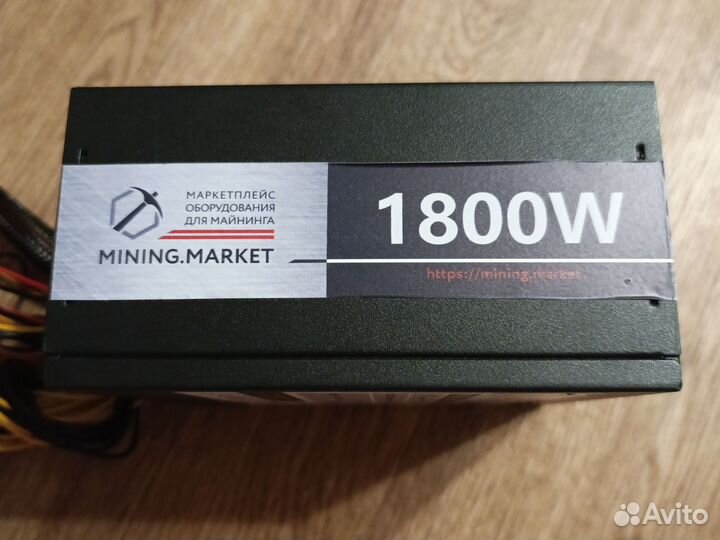 МАРКЕТПЛЕЙС
ОБОРУДОВАНИЯ
ДЛЯ МАЙНИНГА
MINING.MARKET
1800W
https://mining.market
Avito